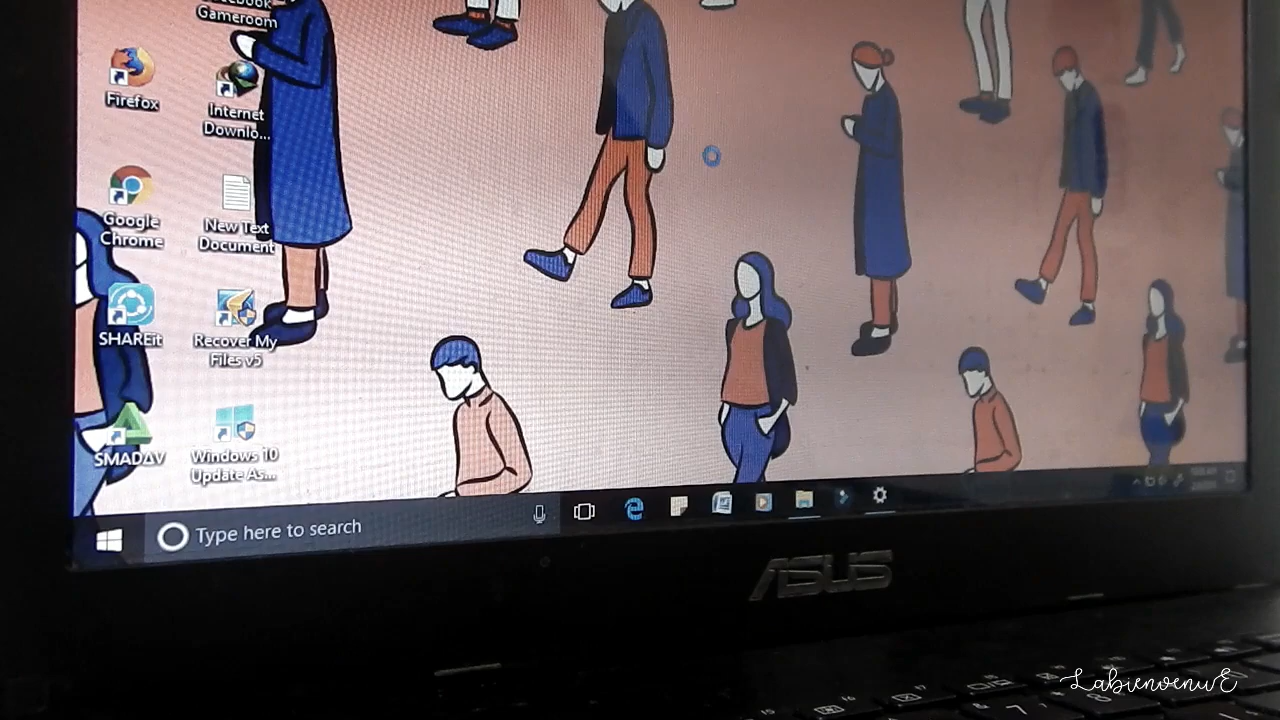 Gameroom
Firefox
Internet
Downlo...
Google
Chrome
New Text
Document
SHAREit
Recover My
Files v5
SMADΔV
Windows 10
Update As...
Type here to search
ASUS
LabienvenuE